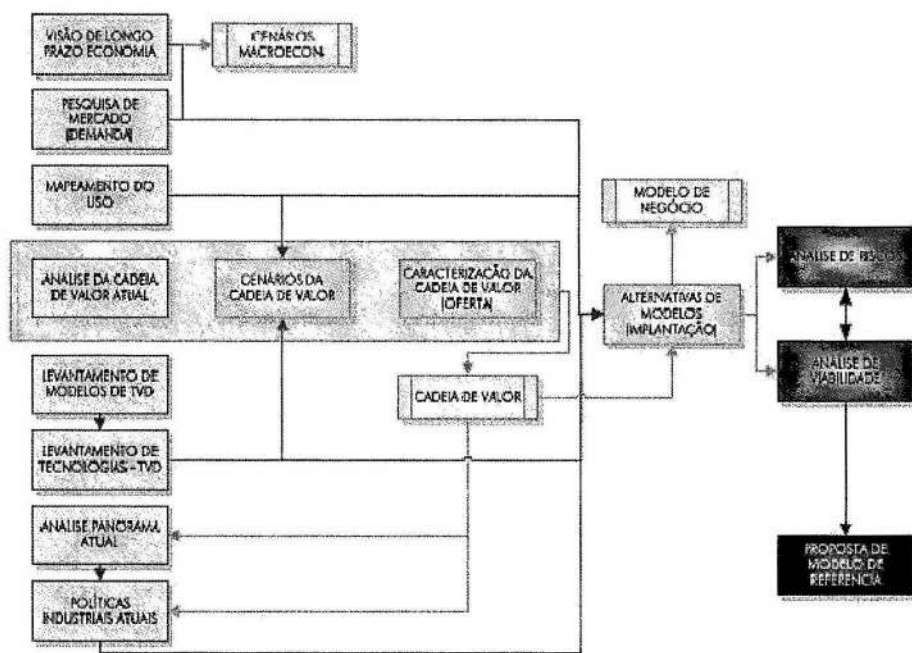 VISÃO DE LONGO
PRAZO ECONOMIA
CENÁRIOS
MACROECON.
PESQUISA DE
MERCADO
(DEMANDA)
MAPEAMENTO DO
USO
MODELO DE
NEGÓCIO
ANÁLISE DE RISCOS
ANÁLISE DA CADEIA
DE VALOR ATUAL
CENÁRIOS DA
CADEIA DE VALOR
CARACTERIZAÇÃO DA
CADEIA DE VALOR
(OFERTA)
ALTERNATIVAS DE
MODELOS
(IMPLANTAÇÃO)
ANÁLISE DE
VIABILIDADE
LEVANTAMENTO DE
MODELOS DE TVD
CADEIA DE VALOR
LEVANTAMENTO DE
TECNOLOGIAS - TVD
ANÁLISE PANORAMA
ATUAL
PROPOSTA DE
MODELO DE
REFERÊNCIA
POLÍTICAS
INDUSTRIAIS ATUAIS